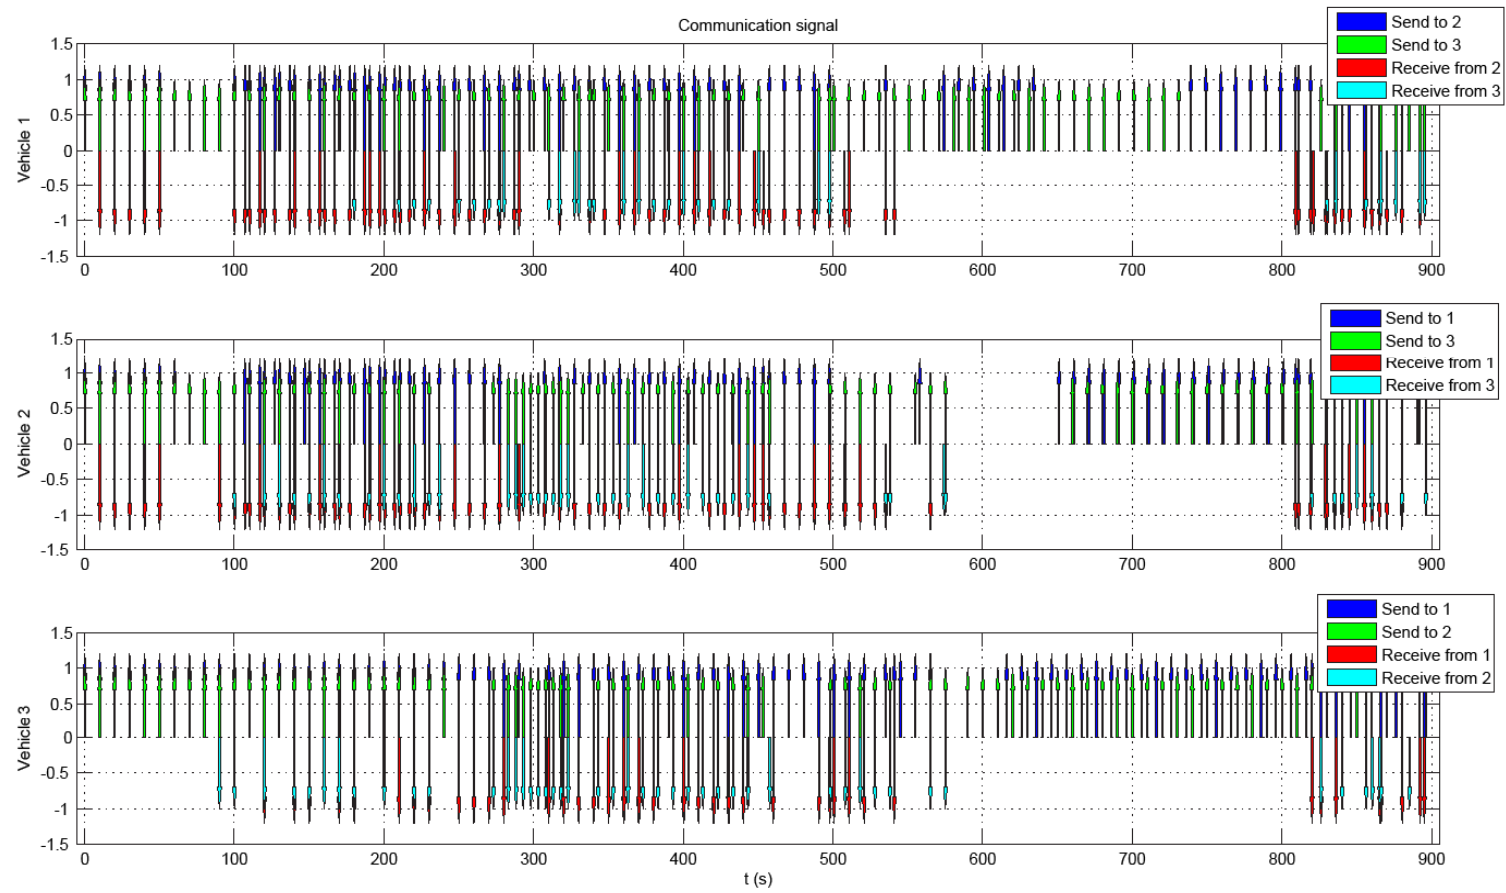 Communication signal
Send to 2
Send to 3
Receive from 2
Receive from 3
1.5
1
0.5
0
-0.5
-1
-1.5
Vehicle 1
0 100 200 300 400 500 600 700 800 900
Send to 1
Send to 3
Receive from 1
Receive from 3
1.5
1
0.5
0
-0.5
-1
-1.5
Vehicle 2
0 100 200 300 400 500 600 700 800 900
Send to 1
Send to 2
Receive from 1
Receive from 2
1.5
1
0.5
0
-0.5
-1
-1.5
Vehicle3
0 100 200 300 400 500 600 700 800 900
t (s)